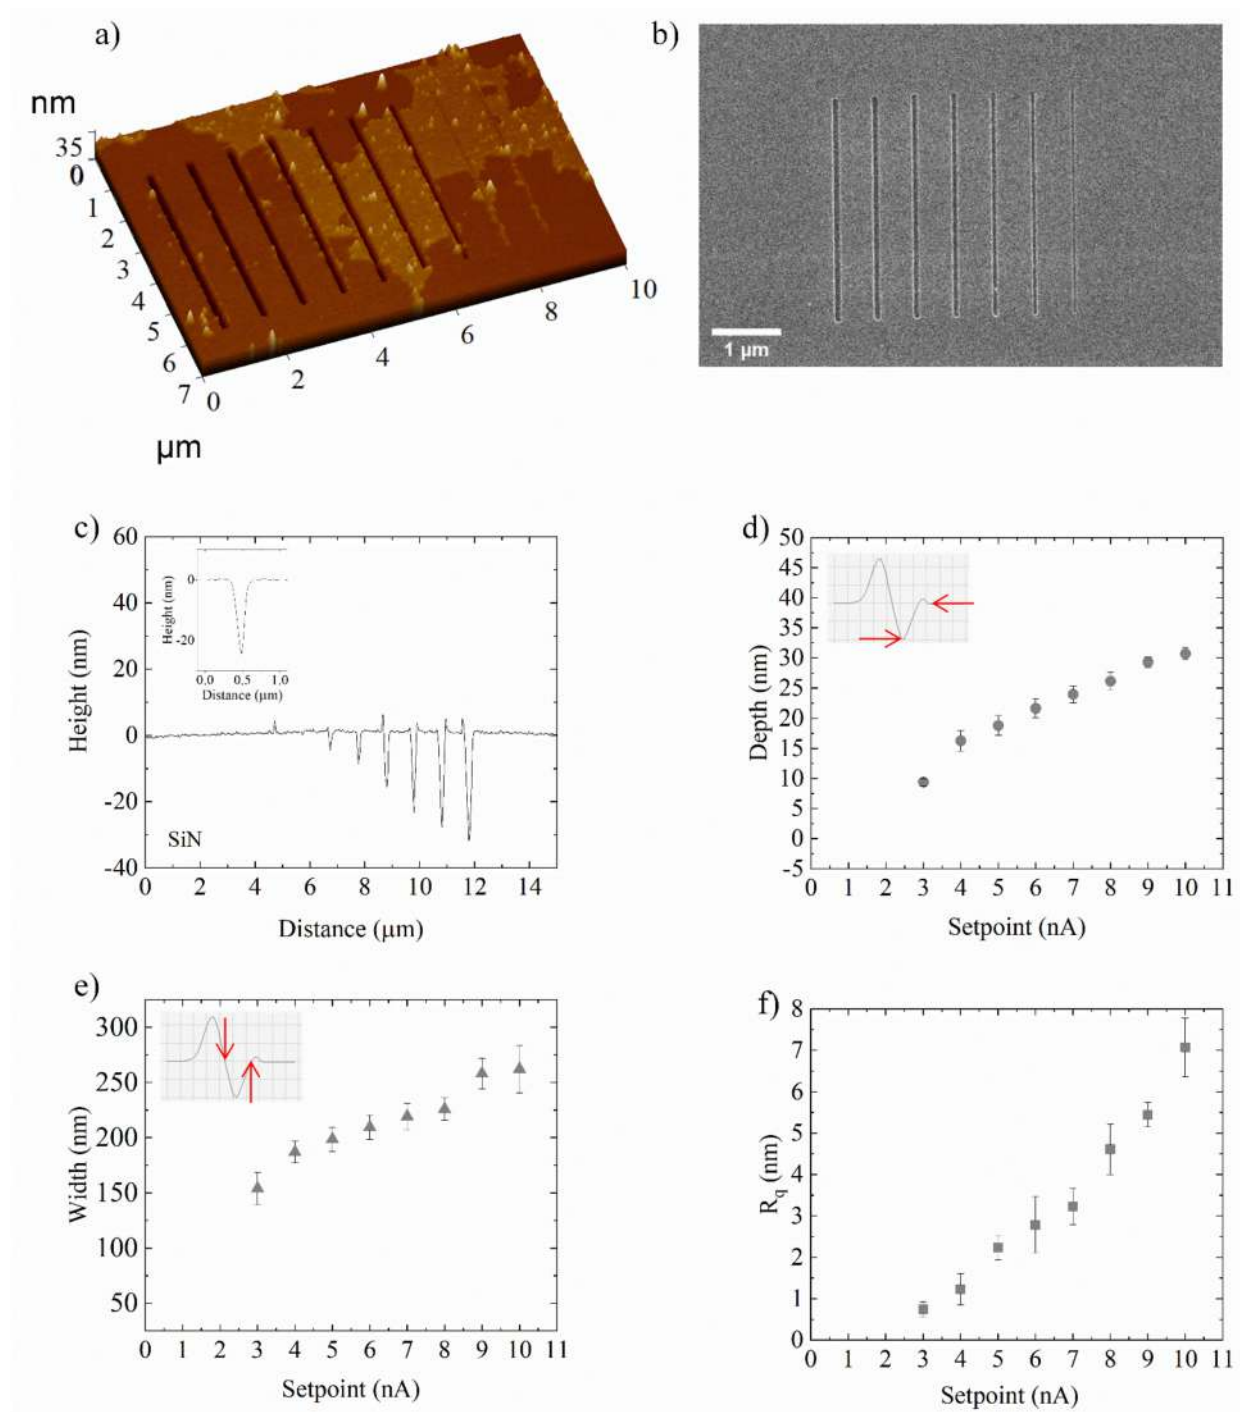 a)
nm
35
0
0
1
2
3
4
5
6
7
0
2
4
6
8
10
µm
b)
1 µm
c)
60
40
20
0
-20
-40
Height (nm)
0
-20
Height (nm)
0.0 0.5 1.0
Distance (µm)
SiN
0 2 4 6 8 10 12 14
Distance (µm)
d)
50
45
40
35
30
25
20
15
10
5
0
-5
Depth (nm)
0 1 2 3 4 5 6 7 8 9 10 11
Setpoint (nA)
e)
300
250
200
150
100
50
Width (nm)
0 1 2 3 4 5 6 7 8 9 10 11
Setpoint (nA)
f)
8
7
6
5
4
3
2
1
0
Rq (nm)
0 1 2 3 4 5 6 7 8 9 10 11
Setpoint (nA)